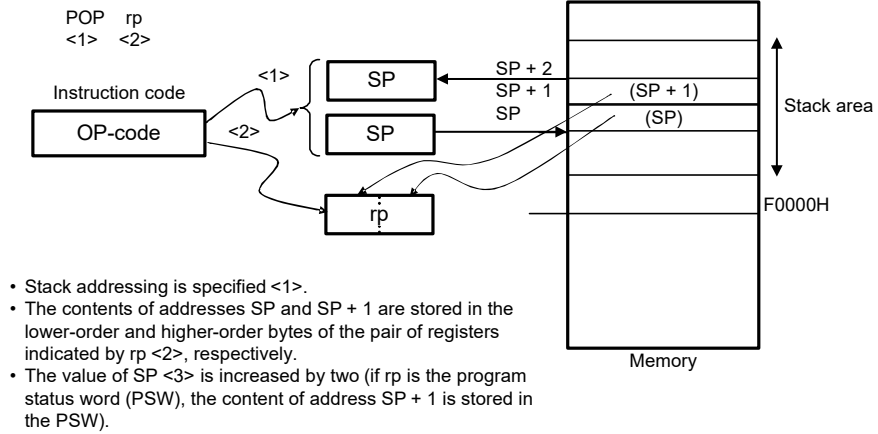 POP rp
<1> <2>
Instruction code
OP-code
<1>
<2>
SP
SP
rp
SP + 2
SP + 1
SP
(SP + 1)
(SP)
Stack area
F0000H
Memory
• Stack addressing is specified <1>.
• The contents of addresses SP and SP + 1 are stored in the
lower-order and higher-order bytes of the pair of registers
indicated by rp <2>, respectively.
• The value of SP <3> is increased by two (if rp is the program
status word (PSW), the content of address SP + 1 is stored in
the PSW).